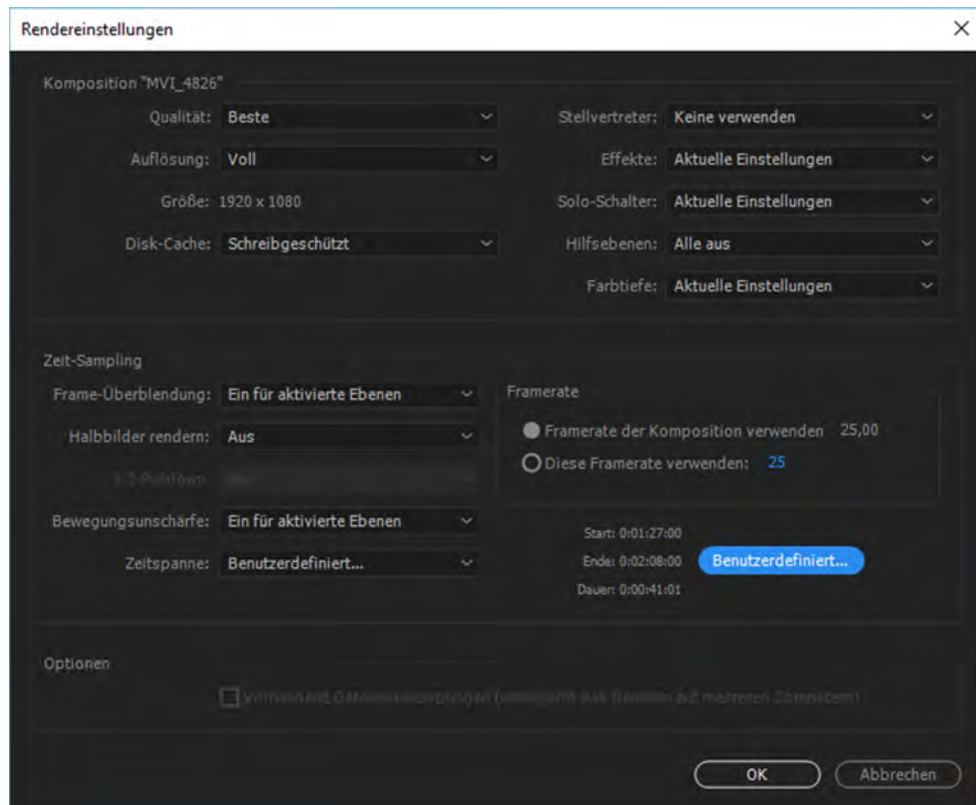 Rendereinstellungen
Komposition "MVI_4826"
Qualität: Beste
Auflösung: Voll
Größe: 1920 x 1080
Disk-Cache: Schreibgeschützt
Stellvertreter: Keine verwenden
Effekte: Aktuelle Einstellungen
Solo-Schalter: Aktuelle Einstellungen
Hilfsebenen: Alle aus
Farbtiefe: Aktuelle Einstellungen
Zeit-Sampling
Frame-Überblendung: Ein für aktivierte Ebenen
Halbbilder rendern: Aus
Bewegungsunschärfe: Ein für aktivierte Ebenen
Zeitspanne: Benutzerdefiniert...
Framerate
Framerate der Komposition verwenden 25,00
Diese Framerate verwenden: 25
Start: 0:01:27:00
Ende: 0:02:08:00
Dauer: 0:00:41:01
Benutzerdefiniert...
Optionen
OK
Abbrechen